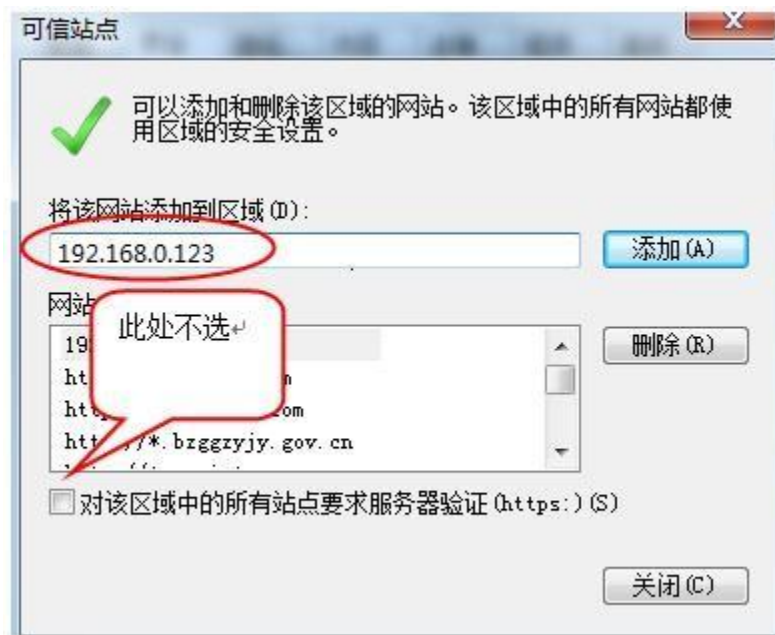 可信站点
可以添加和删除该区域的网站。该区域中的所有网站都使
用区域的安全设置。
将该网站添加到区域(D):
192.168.0.123
添加(A)
网站
此处不选
删除(R)
*.bzggzyjy.gov.cn
对该区域中的所有站点要求服务器验证(https:)(S)
关闭(C)